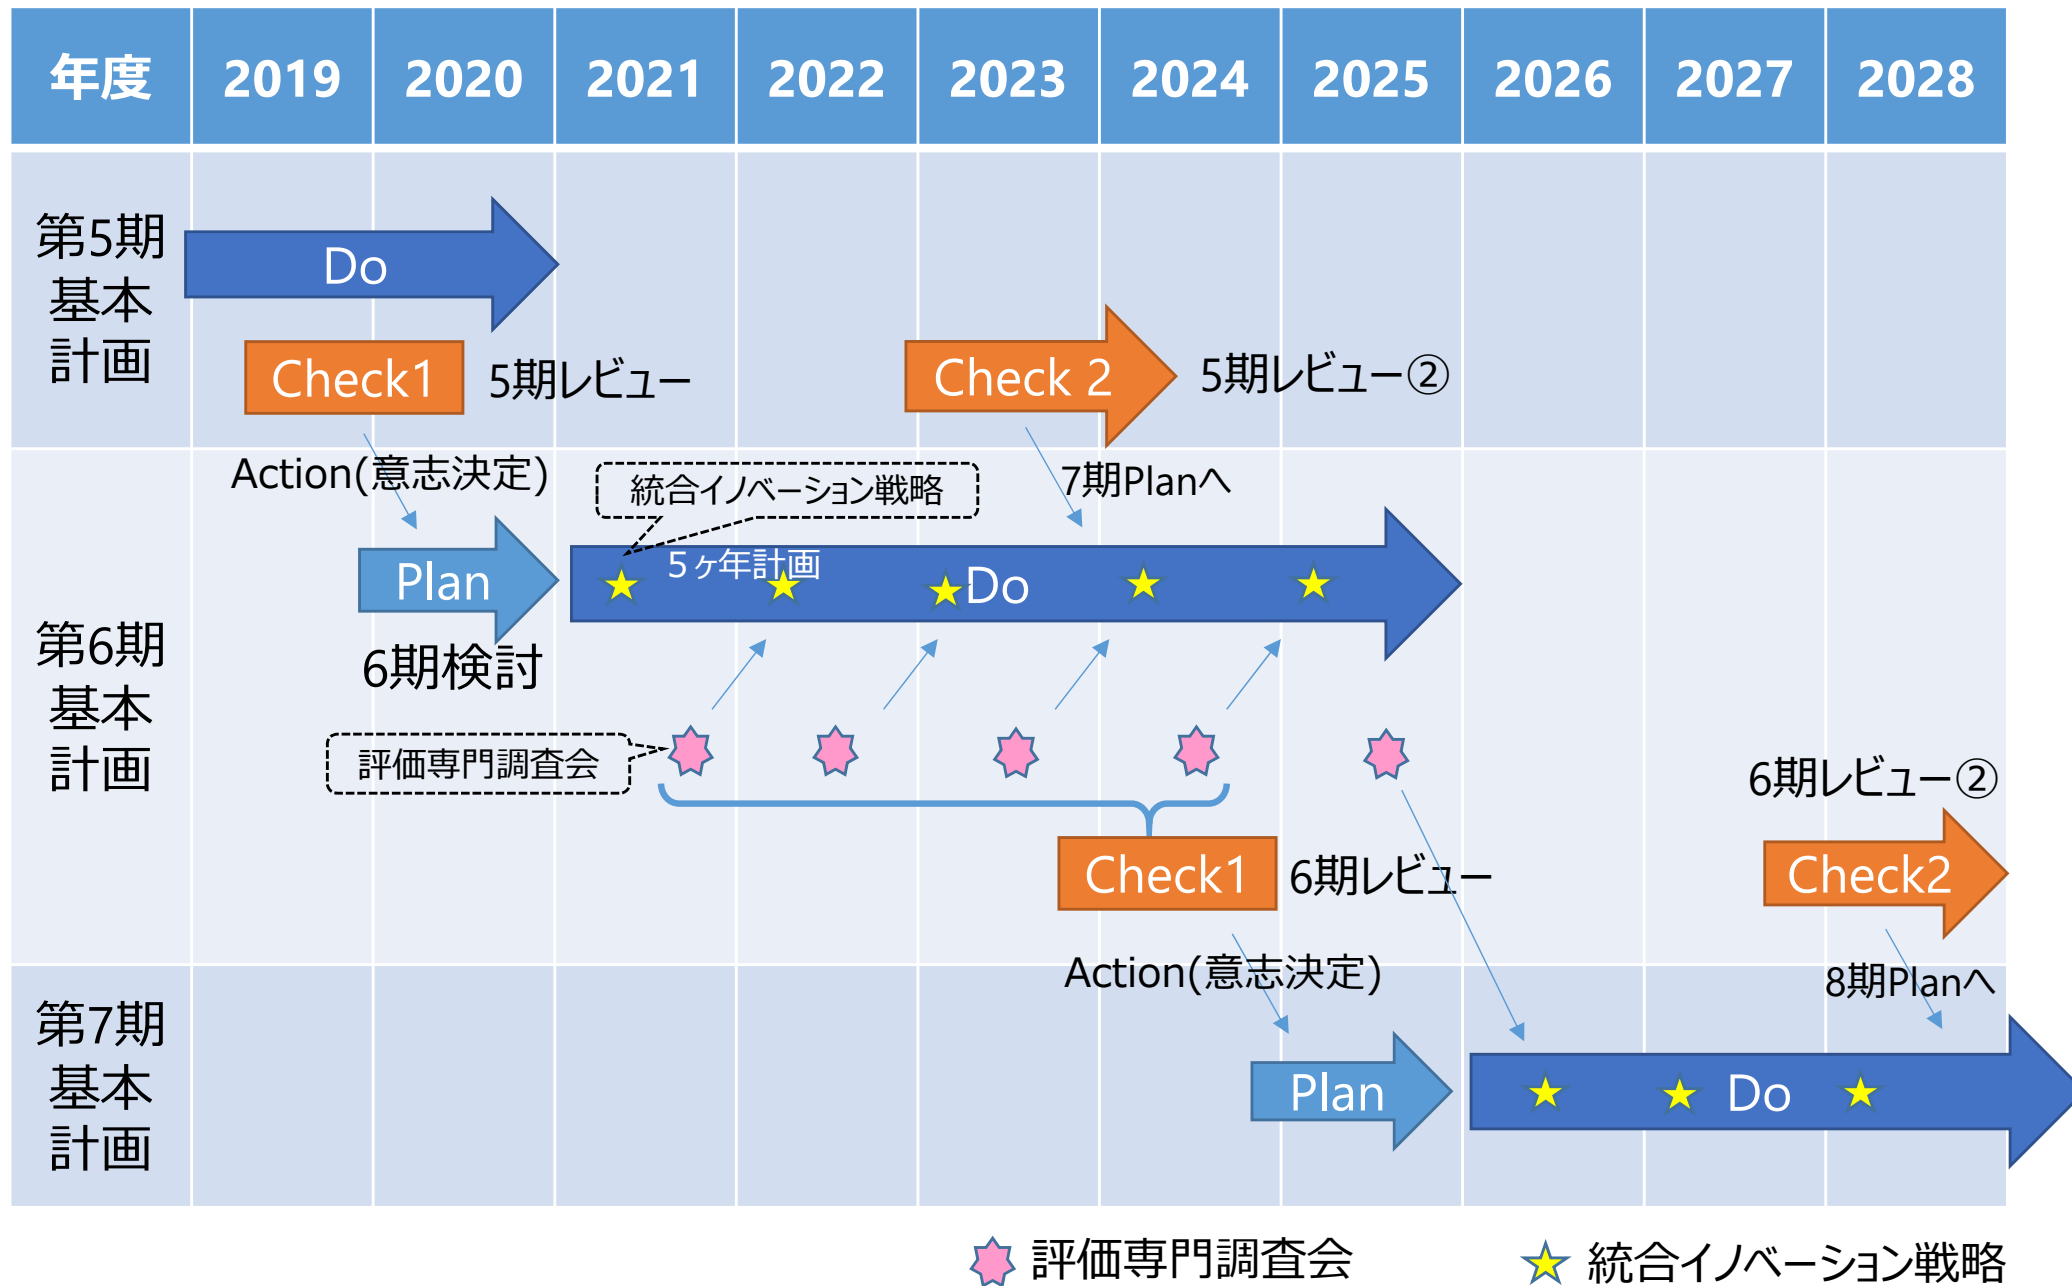 年度 2019 2020 2021 2022 2023 2024 2025 2026 2027 2028
第5期
基本
計画
Do
Check1
5期レビュー
Check 2
5期レビュー②
Action(意志決定)
7期Planへ
第6期
基本
計画
統合イノベーション戦略
Plan
5ヶ年計画
Do
6期検討
評価専門調査会
Check1
6期レビュー
6期レビュー②
Check2
Action(意志決定)
8期Planへ
第7期
基本
計画
Plan
Do
評価専門調査会
統合イノベーション戦略